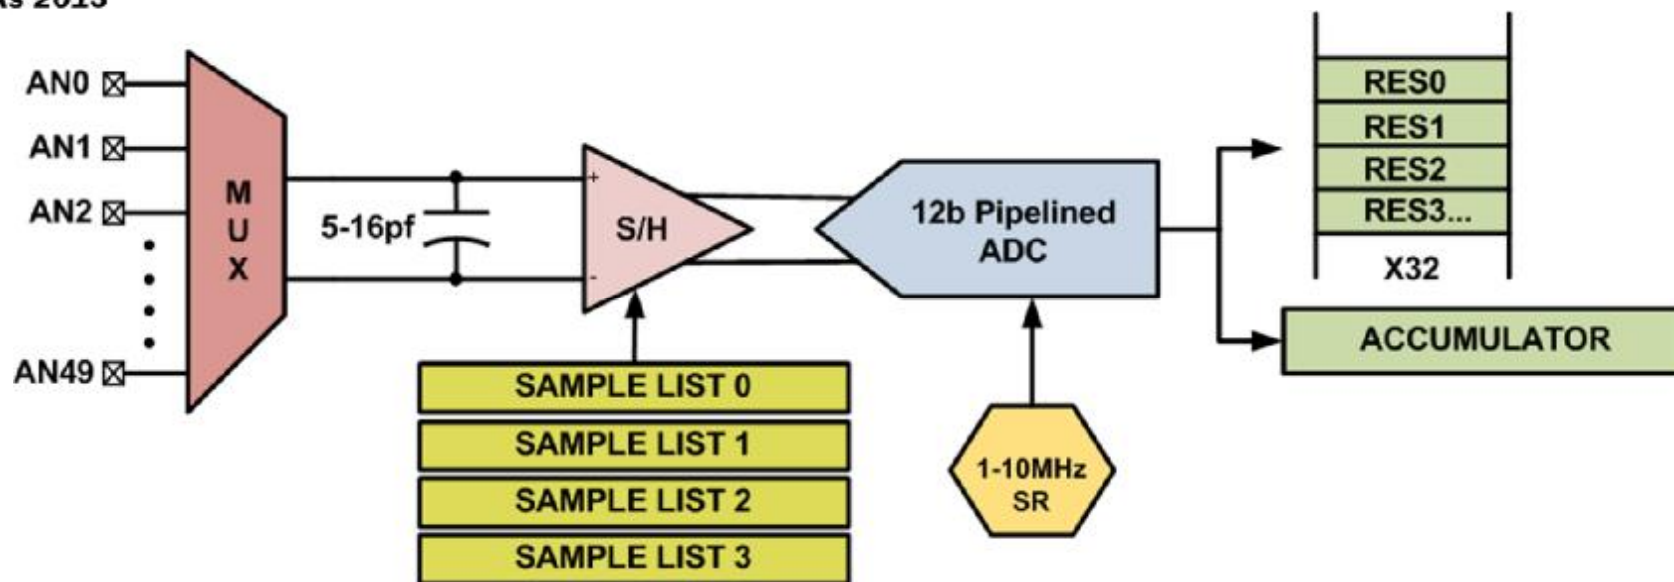 2013
AN0
AN1
AN2
AN49
M
U
X
5-16pf
+
-
S/H
SAMPLE LIST 0
SAMPLE LIST 1
SAMPLE LIST 2
SAMPLE LIST 3
12b Pipelined
ADC
1-10MHz
SR
RES0
RES1
RES2
RES3...
X32
ACCUMULATOR